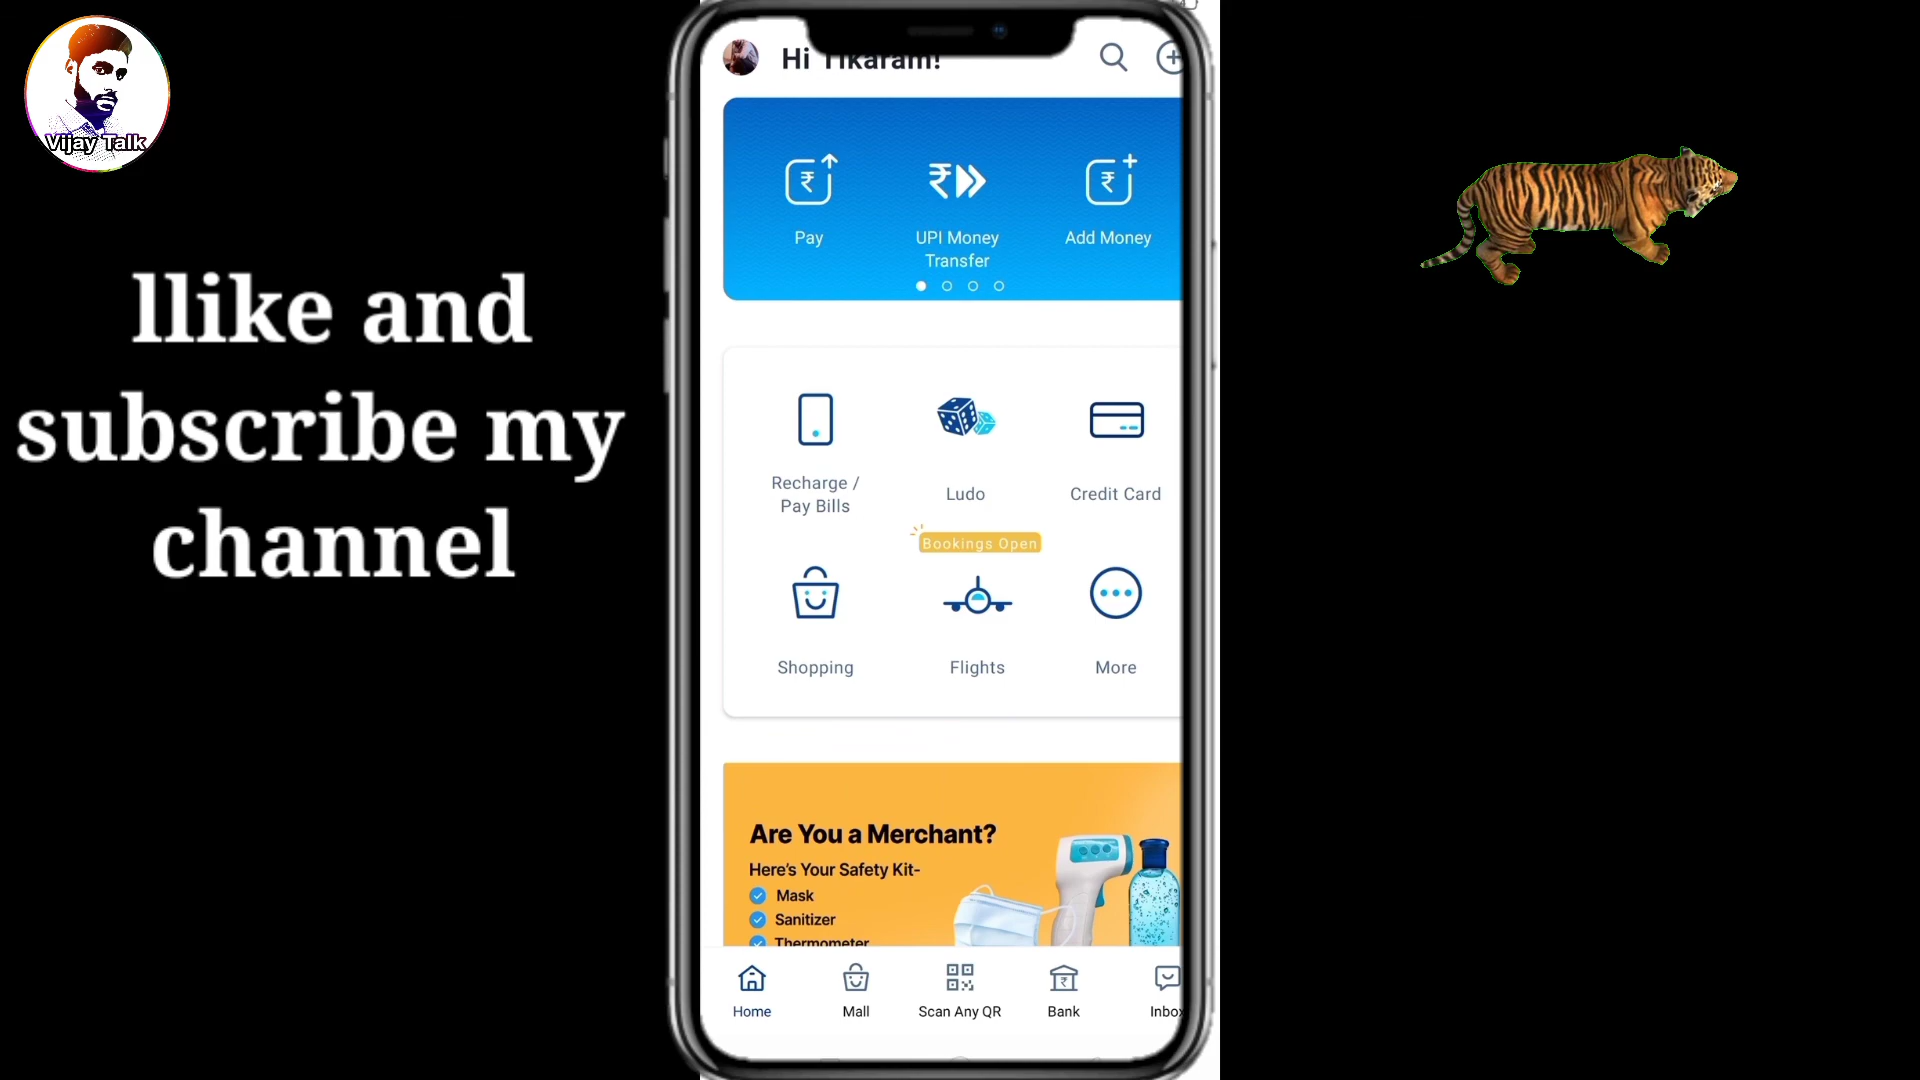 Vijay Talk
llike and
subscribe my
channel
Hi Tikaram!
Pay
UPI Money
Transfer
Add Money
Recharge /
Pay Bills
Ludo
Credit Card
Bookings Open
Shopping
Flights
More
Are You a Merchant?
Here's Your Safety Kit-
Mask
Sanitizer
Thermometer
Home
Mall
Scan Any QR
Bank
Inbox